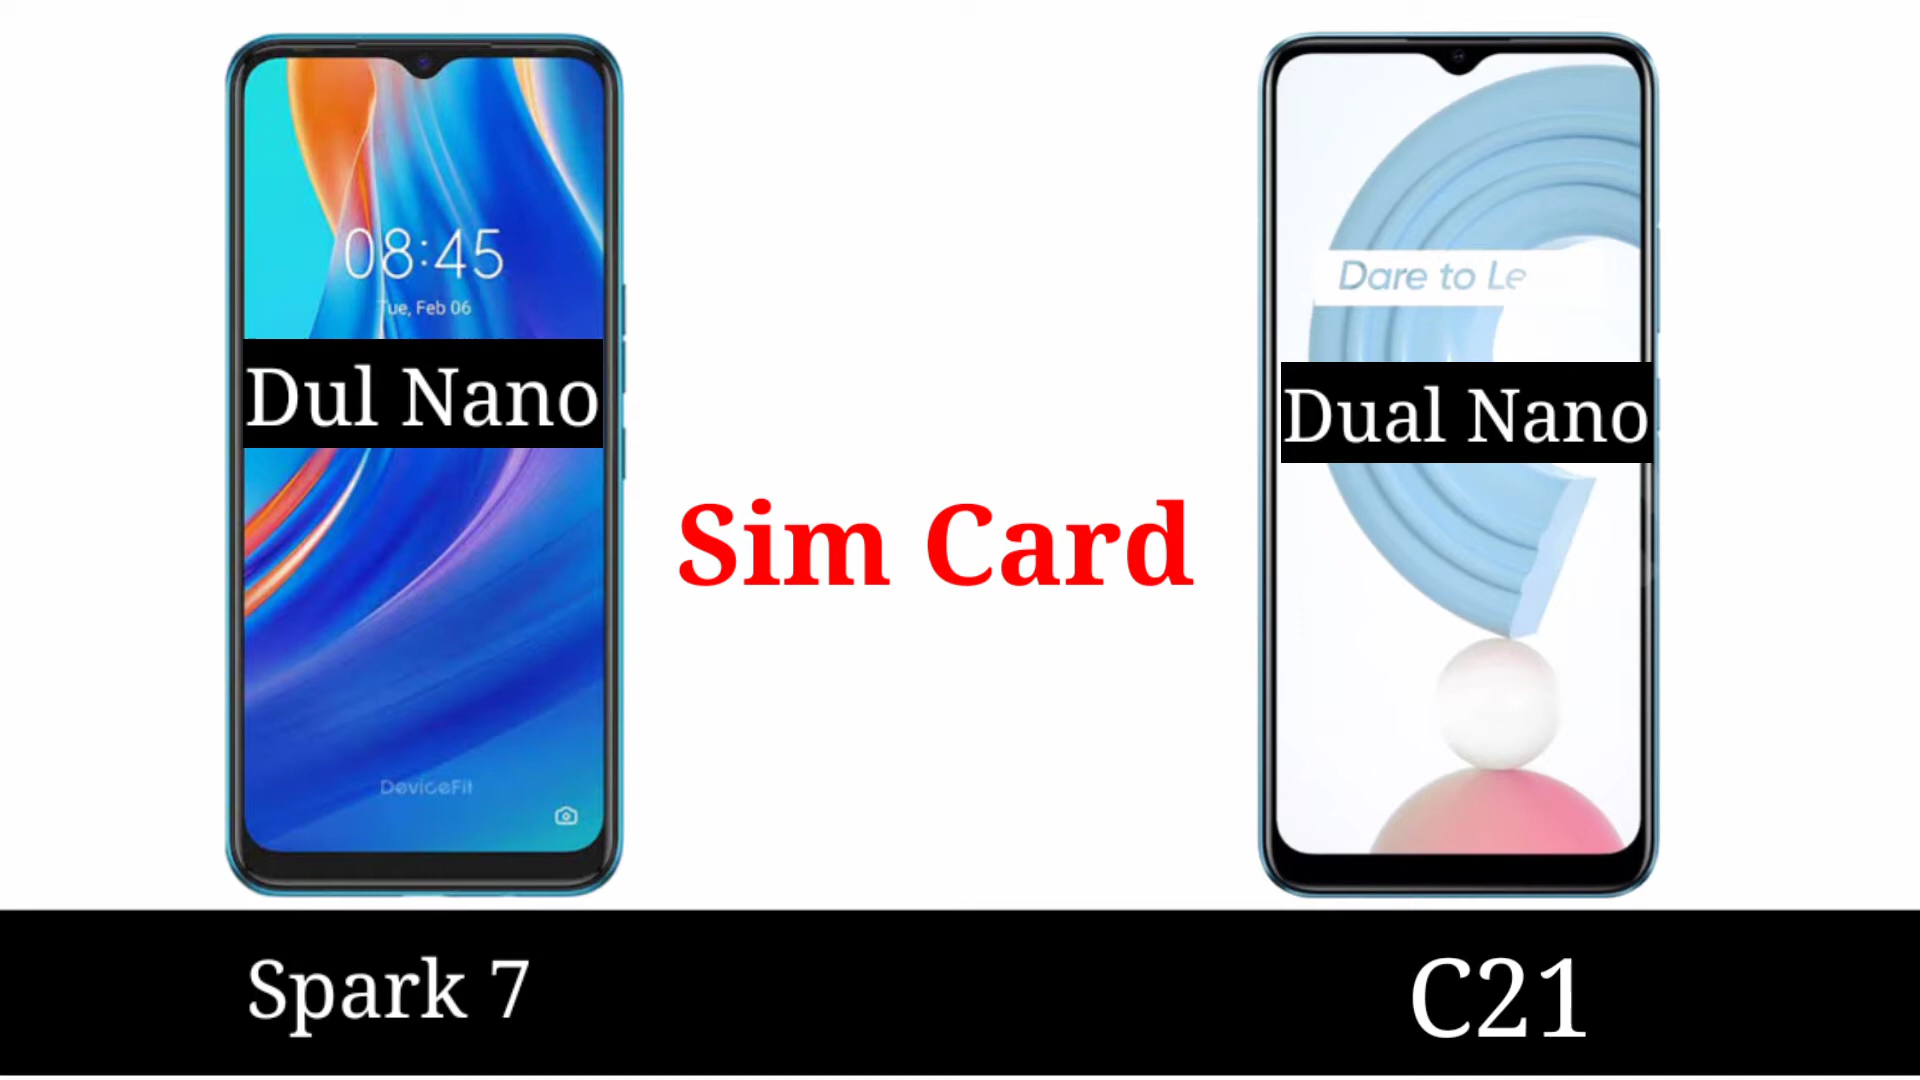 08:45
Tue, Feb 06
Dul Nano
DeviceFit
Sim Card
Dare to Le
Dual Nano
Spark 7
C21